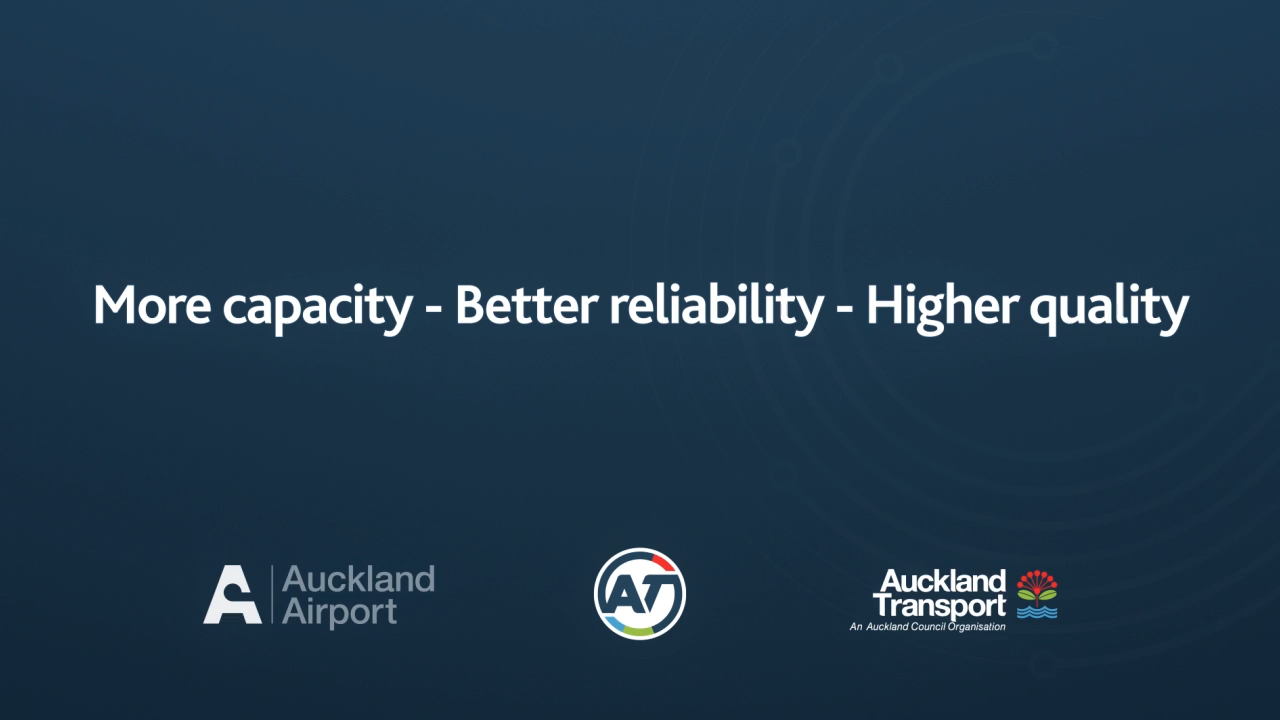 More capacity - Better reliability - Higher quality
Auckland
Airport
AT
Auckland
Transport
An Auckland Council Organisation